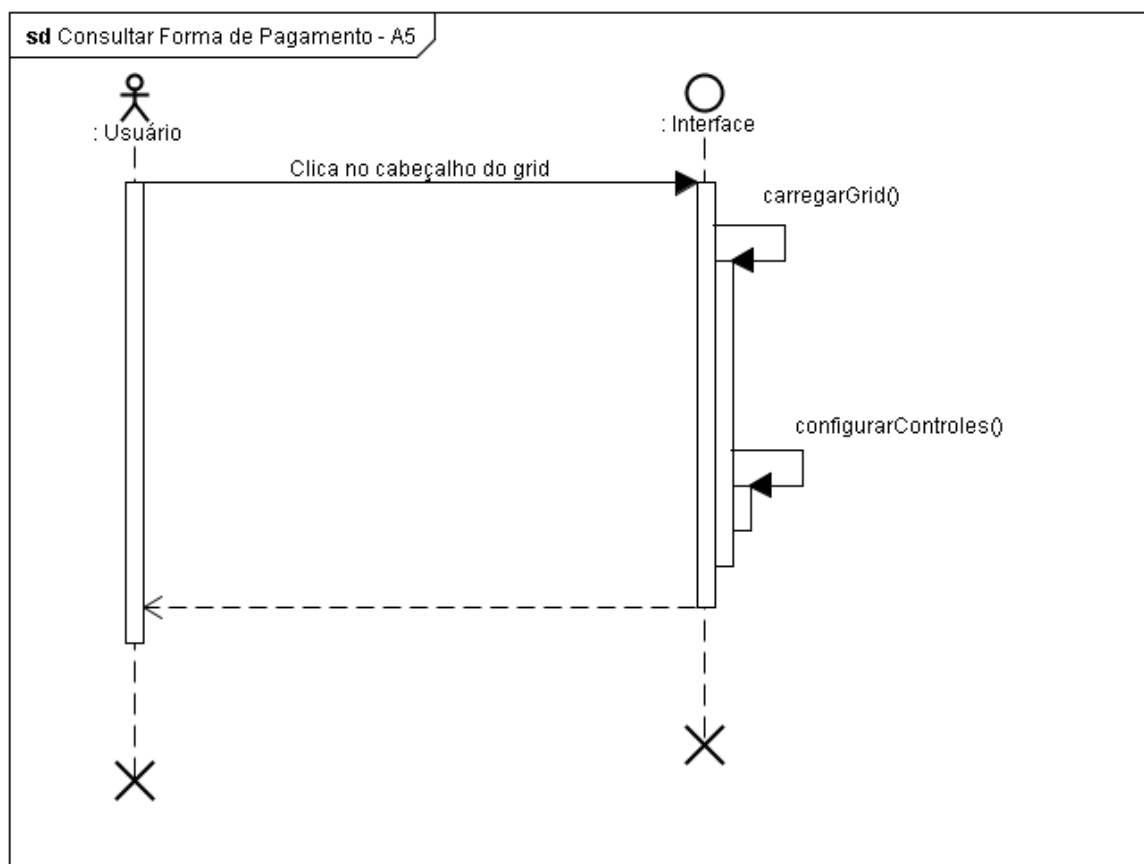 sd Consultar Forma de Pagamento - A5
: Usuário
: Interface
Clica no cabeçalho do grid
carregarGrid()
configurarControles()